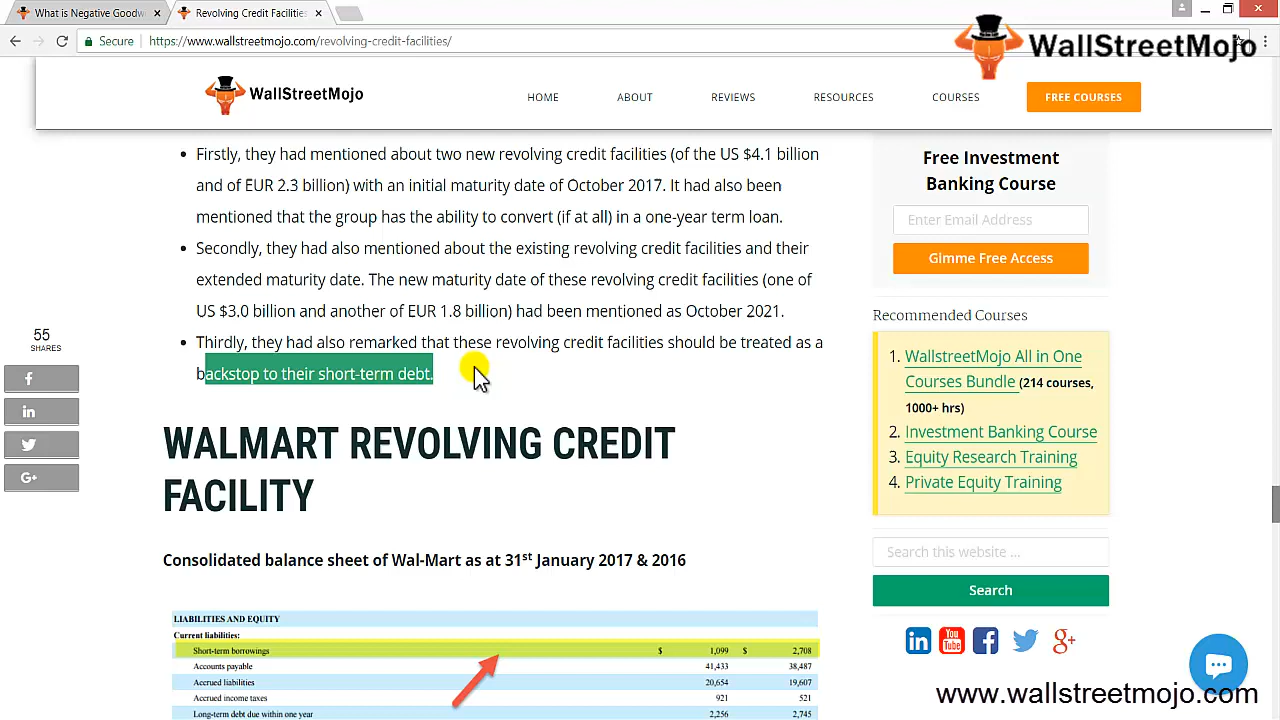 What is Negative Goodw
Revolving Credit Facilitie
Secure
https://www.wallstreetmojo.com/revolving-credit-facilities/
WallStreetMojo
WallStreetMojo
HOME
ABOUT
REVIEWS
RESOURCES
COURSES
FREE COURSES
Firstly, they had mentioned about two new revolving credit facilities (of the US $4.1 billion
and of EUR 2.3 billion) with an initial maturity date of October 2017. It had also been
mentioned that the group has the ability to convert (if at all) in a one-year term loan.
Secondly, they had also mentioned about the existing revolving credit facilities and their
extended maturity date. The new maturity date of these revolving credit facilities (one of
US $3.0 billion and another of EUR 1.8 billion) had been mentioned as October 2021.
Thirdly, they had also remarked that these revolving credit facilities should be treated as a
backstop to their short-term debt.
55
SHARES
WALMART REVOLVING CREDIT
FACILITY
Consolidated balance sheet of Wal-Mart as at 31st January 2017 & 2016
LIABILITIES AND EQUITY
Current liabilities:
Short-term borrowings $ 1,099 $ 2,708
Accounts payable 41,433 38,487
Accrued liabilities 20,654 19,607
Accrued income taxes 921 521
Long-term debt due within one year 2,256 2,745
Free Investment
Banking Course
Enter Email Address
Gimme Free Access
Recommended Courses
1. WallstreetMojo All in One
Courses Bundle (214 courses,
1000+ hrs)
2. Investment Banking Course
3. Equity Research Training
4. Private Equity Training
Search this website ...
Search
www.wallstreetmojo.com